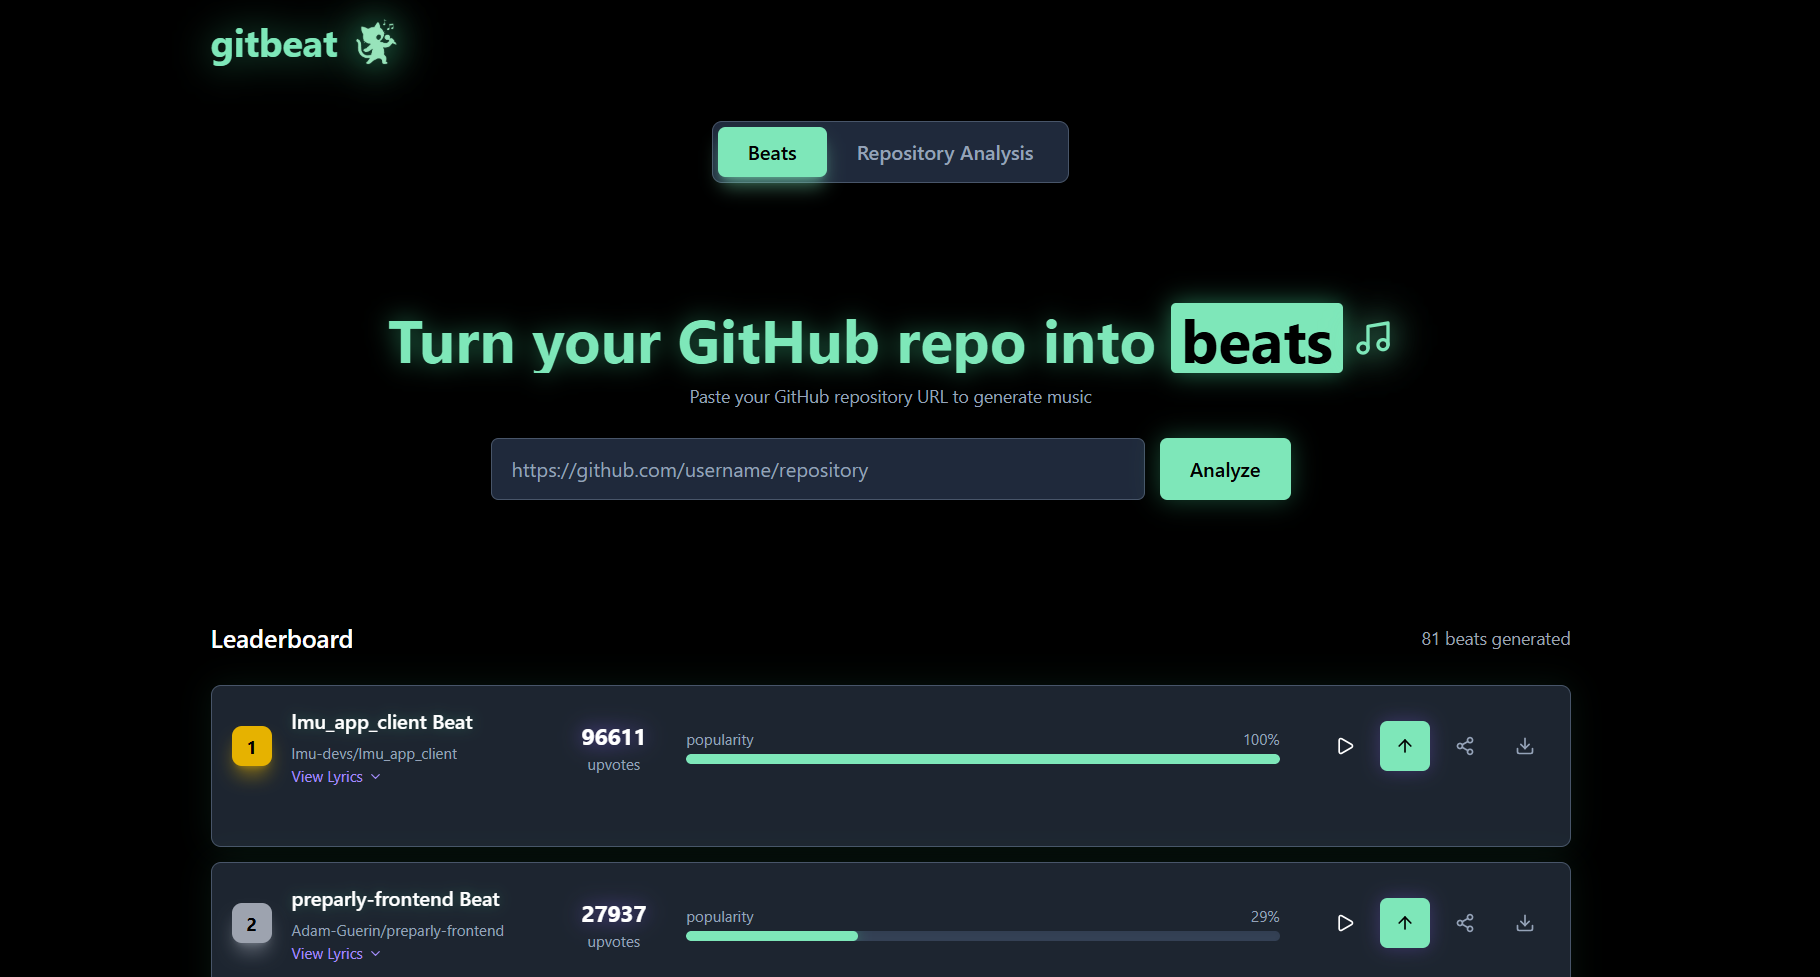 gitbeat
Beats
Repository Analysis
Turn your GitHub repo into beats
Paste your GitHub repository URL to generate music
https://github.com/username/repository
Analyze
Leaderboard
81 beats generated
1
lmu_app_client Beat
lmu-devs/lmu_app_client
View Lyrics
96611
upvotes
popularity
100%
2
preparly-frontend Beat
Adam-Guerin/preparly-frontend
View Lyrics
27937
upvotes
popularity
29%